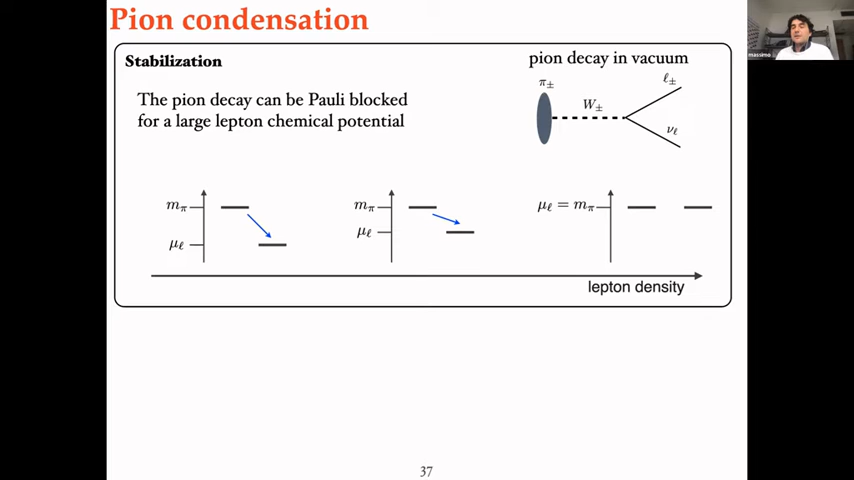 Pion condensation
massimo
Stabilization
pion decay in vacuum
The pion decay can be Pauli blocked
for a large lepton chemical potential
π±
W±
ℓ±
νℓ
mπ
μℓ
mπ
μℓ
μℓ = mπ
lepton density
37